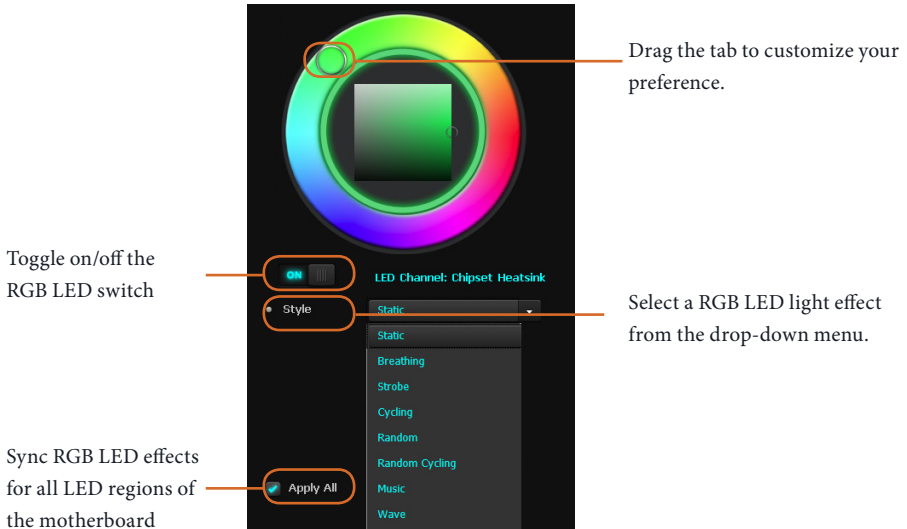 Drag the tab to customize your
preference.
Toggle on/off the
RGB LED switch
ON
LED Channel: Chipset Heatsink
Style
Static
Select a RGB LED light effect
from the drop-down menu.
Static
Breathing
Strobe
Cycling
Random
Random Cycling
Music
Wave
Sync RGB LED effects
for all LED regions of
the motherboard
Apply All